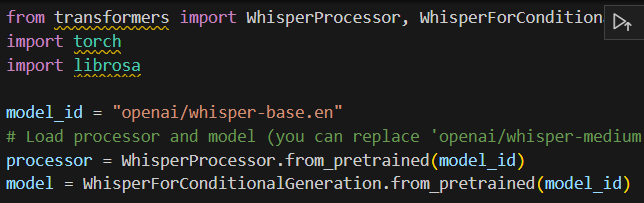 from transformers import WhisperProcessor, WhisperForConditiona
import torch
import librosa
model_id = "openai/whisper-base.en"
# Load processor and model (you can replace 'openai/whisper-medium
processor = WhisperProcessor.from_pretrained(model_id)
model = WhisperForConditionalGeneration.from_pretrained(model_id)